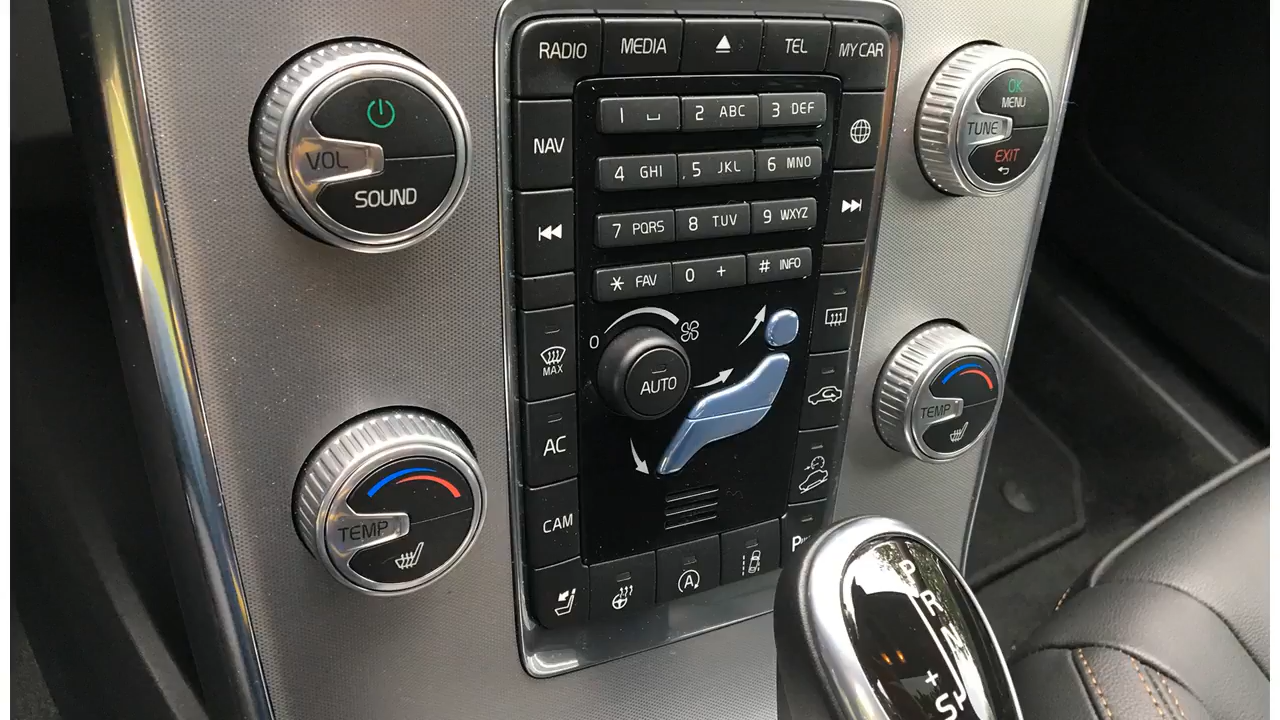 RADIO MEDIA TEL MY CAR
VOL
SOUND
OK
MENU
TUNE
EXIT
NAV
1 2 ABC 3 DEF
4 GHI 5 JKL 6 MNO
7 PQRS 8 TUV 9 WXYZ
* FAV 0 + # INFO
MAX
0
AUTO
AC
CAM
TEMP
TEMP
A
P
P
R
N
+
S